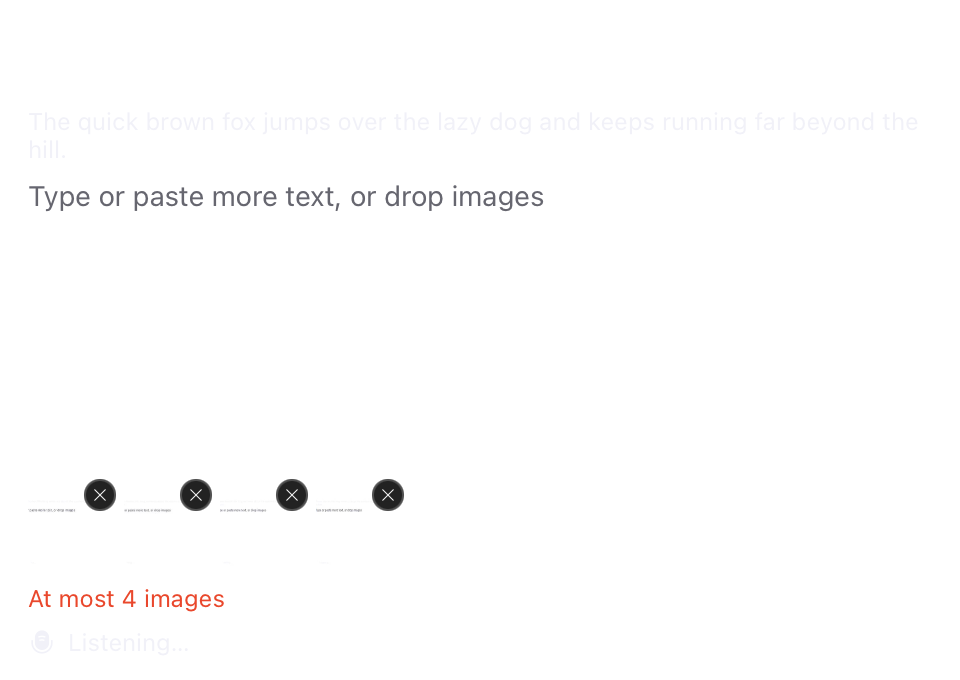 The quick brown fox jumps over the lazy dog and keeps running far beyond the
hill.
Type or paste more text, or drop images
At most 4 images
Listening...